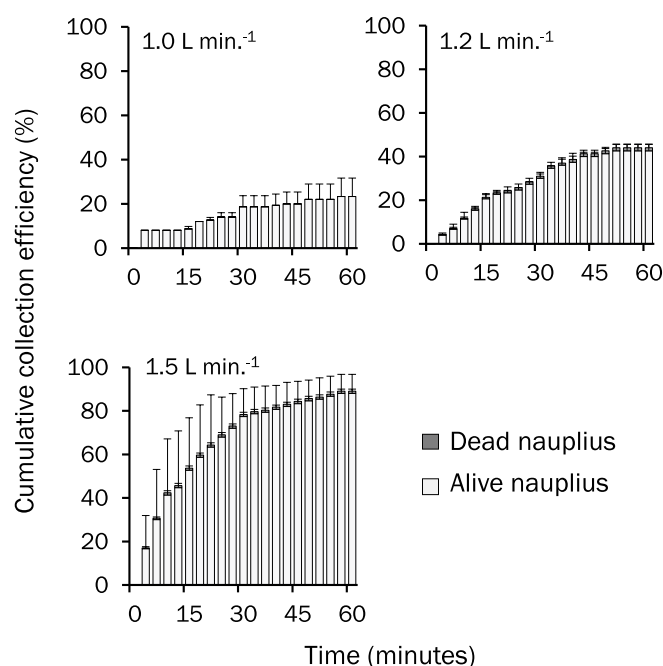 Cumulative collection efficiency (%)
1.0 L min.-1
100
80
60
40
20
0
0 15 30 45 60
1.2 L min.-1
100
80
60
40
20
0
0 15 30 45 60
1.5 L min.-1
100
80
60
40
20
0
0 15 30 45 60
Dead nauplius
Alive nauplius
Time (minutes)